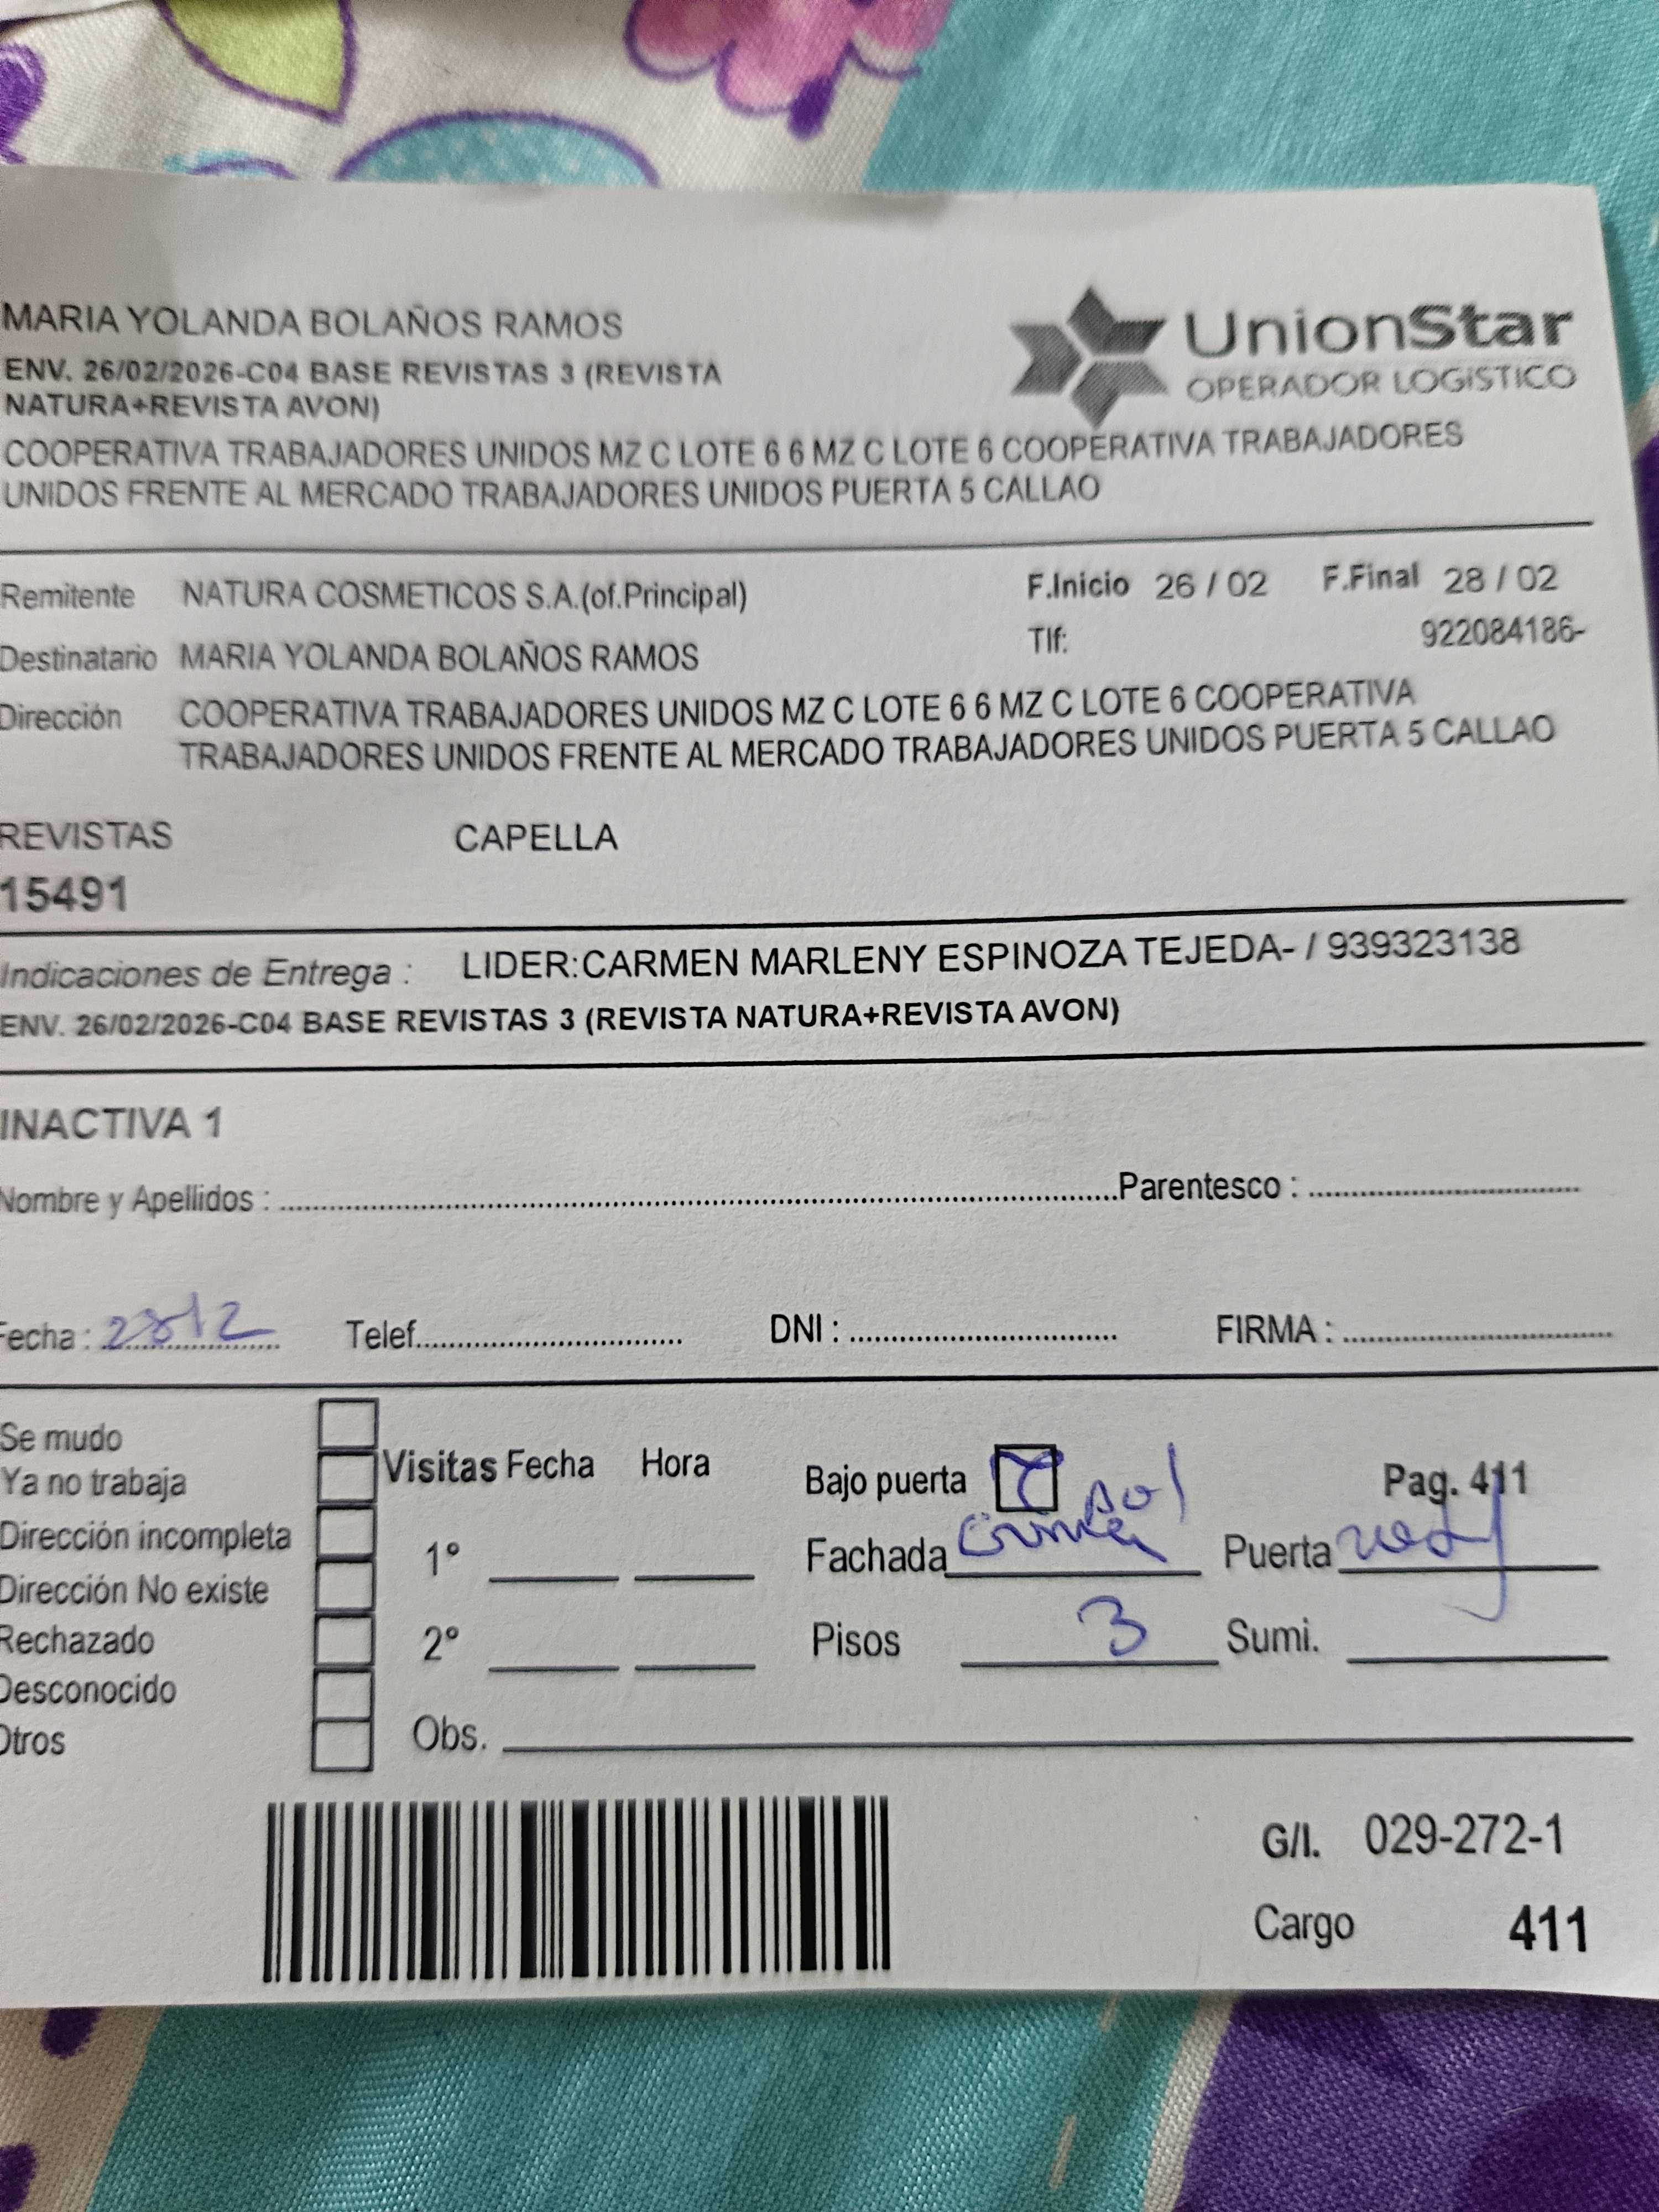 MARIA YOLANDA BOLAÑOS RAMOS
ENV. 26/02/2026-C04 BASE REVISTAS 3 (REVISTA
NATURA+REVISTA AVON)
UnionStar
OPERADOR LOGíSTICO
COOPERATIVA TRABAJADORES UNIDOS MZ C LOTE 6 6 MZ C LOTE 6 COOPERATIVA TRABAJADORES
UNIDOS FRENTE AL MERCADO TRABAJADORES UNIDOS PUERTA 5 CALLAO
Remitente NATURA COSMETICOS S.A.(of.Principal) F.Inicio 26 / 02 F.Final 28 / 02
Destinatario MARIA YOLANDA BOLAÑOS RAMOS Tlf: 922084186-
Dirección COOPERATIVA TRABAJADORES UNIDOS MZ C LOTE 6 6 MZ C LOTE 6 COOPERATIVA
TRABAJADORES UNIDOS FRENTE AL MERCADO TRABAJADORES UNIDOS PUERTA 5 CALLAO
REVISTAS CAPELLA
15491
Indicaciones de Entrega : LIDER:CARMEN MARLENY ESPINOZA TEJEDA- / 939323138
ENV. 26/02/2026-C04 BASE REVISTAS 3 (REVISTA NATURA+REVISTA AVON)
INACTIVA 1
Nombre y Apellidos : Parentesco :
Fecha : Telef. DNI : FIRMA :
Se mudo
Ya no trabaja
Dirección incompleta
Dirección No existe
Rechazado
Desconocido
Otros
Visitas Fecha Hora
1°
2°
Obs.
Bajo puerta Pag. 411
Fachada Puerta
Pisos 3 Sumi.
G/I. 029-272-1
Cargo 411